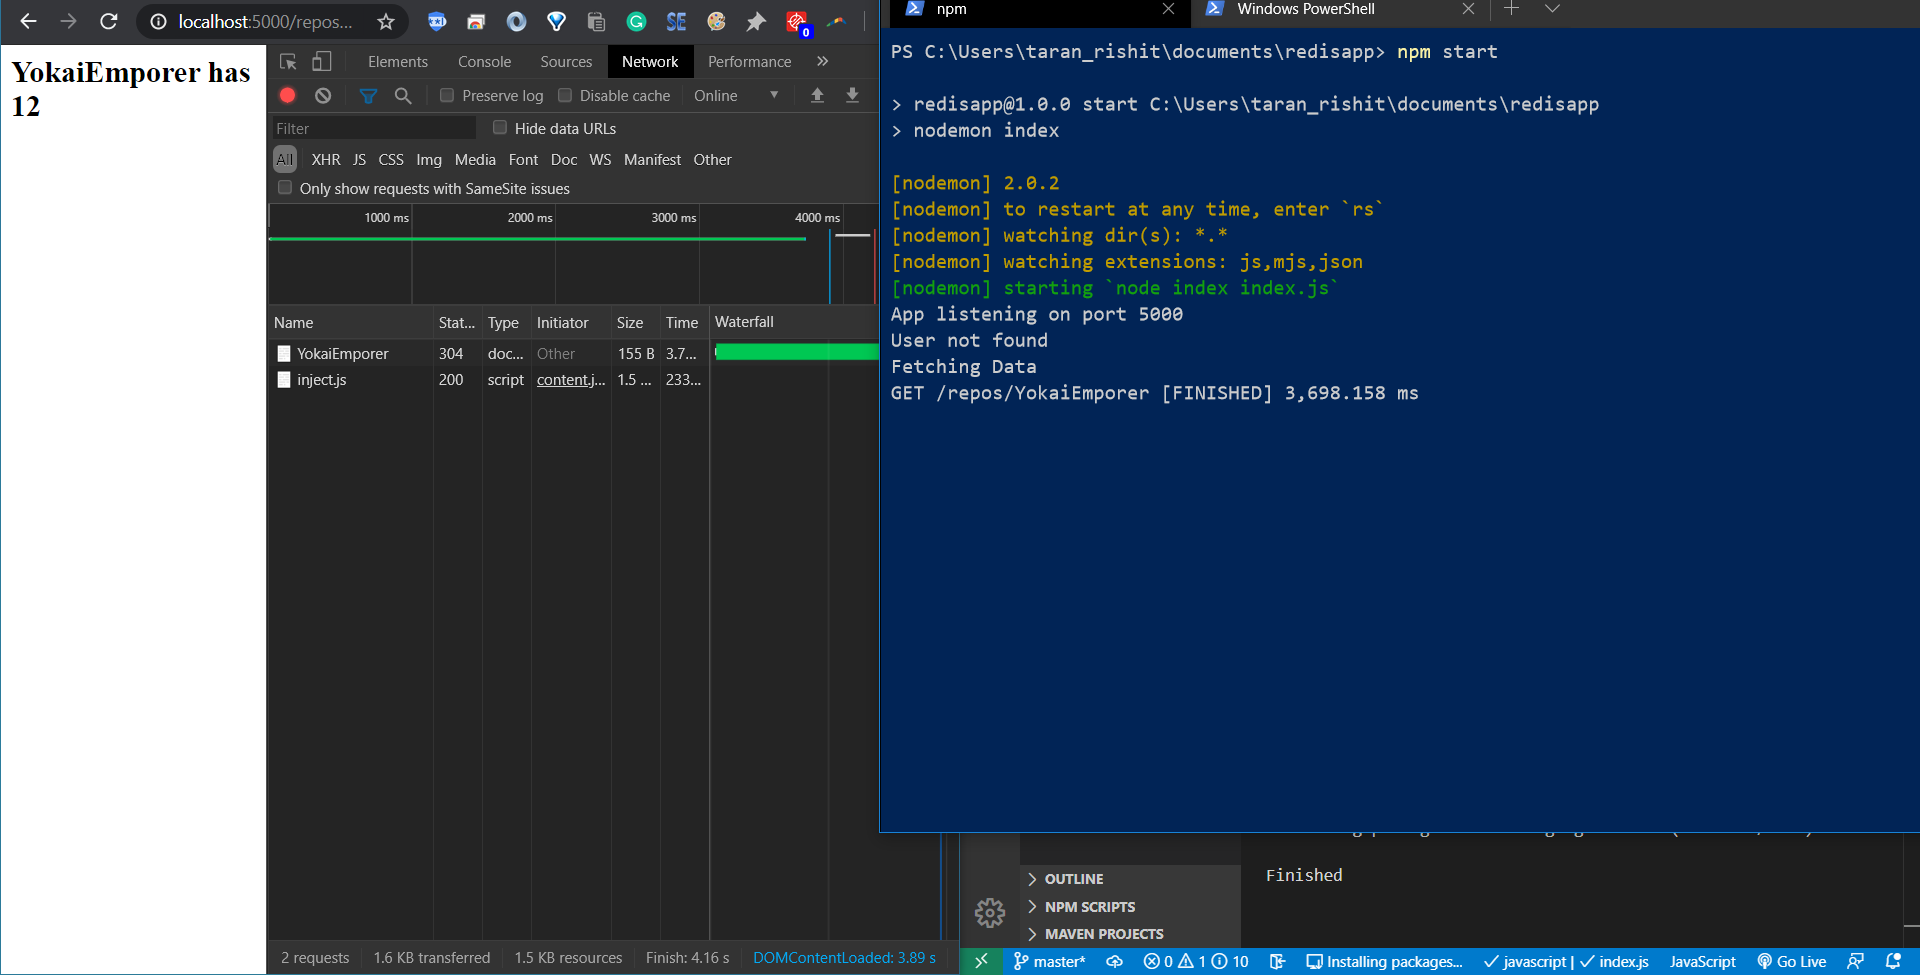 localhost:5000/repos...
SE
G
0
YokaiEmporer has
12
Elements Console Sources Network Performance »
Preserve log Disable cache Online
Filter Hide data URLs
All XHR JS CSS Img Media Font Doc WS Manifest Other
Only show requests with SameSite issues
1000 ms 2000 ms 3000 ms 4000 ms
Name Stat... Type Initiator Size Time Waterfall
YokaiEmporer 304 doc... Other 155 B 3.7...
inject.js 200 script content.j... 1.5 ... 233...
2 requests 1.6 KB transferred 1.5 KB resources Finish: 4.16 s DOMContentLoaded: 3.89 s
npm Windows PowerShell
PS C:\Users\taran_rishit\documents\redisapp> npm start
> redisapp@1.0.0 start C:\Users\taran_rishit\documents\redisapp
> nodemon index
[nodemon] 2.0.2
[nodemon] to restart at any time, enter `rs`
[nodemon] watching dir(s): *.*
[nodemon] watching extensions: js,mjs,json
[nodemon] starting `node index index.js`
App listening on port 5000
User not found
Fetching Data
GET /repos/YokaiEmporer [FINISHED] 3,698.158 ms
OUTLINE
NPM SCRIPTS
MAVEN PROJECTS
Finished
master* 0 1 10 Installing packages... javascript | index.js JavaScript Go Live